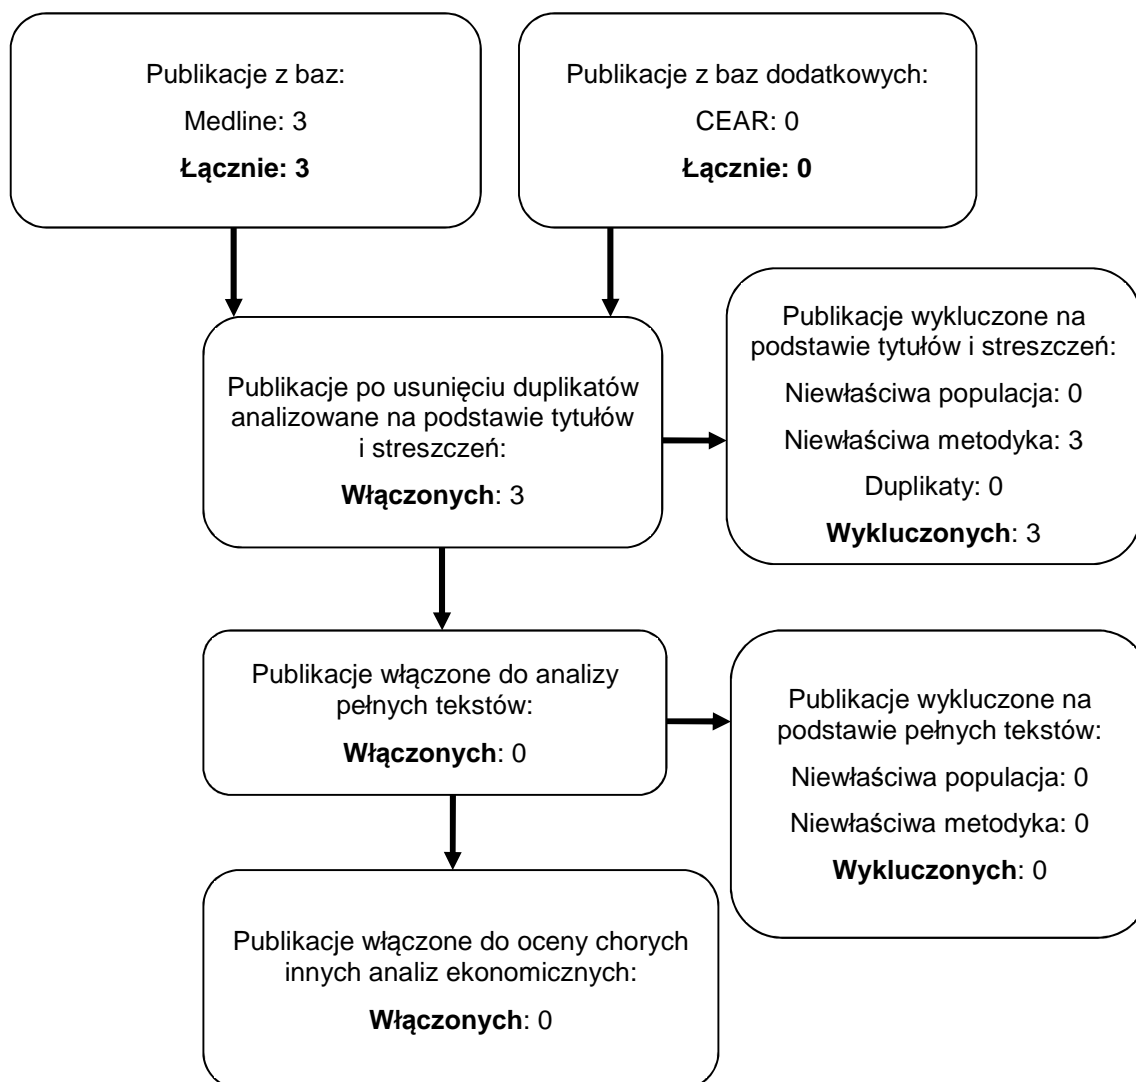 Publikacje z baz:
Medline: 3
Łącznie: 3
Publikacje z baz dodatkowych:
CEAR: 0
Łącznie: 0
Publikacje po usunięciu duplikatów
analizowane na podstawie tytułów
i streszczeń:
Włączonych: 3
Publikacje wykluczone na
podstawie tytułów i streszczeń:
Niewłaściwa populacja: 0
Niewłaściwa metodyka: 3
Duplikaty: 0
Wykluczonych: 3
Publikacje włączone do analizy
pełnych tekstów:
Włączonych: 0
Publikacje wykluczone na
podstawie pełnych tekstów:
Niewłaściwa populacja: 0
Niewłaściwa metodyka: 0
Wykluczonych: 0
Publikacje włączone do oceny chorych
innych analiz ekonomicznych:
Włączonych: 0